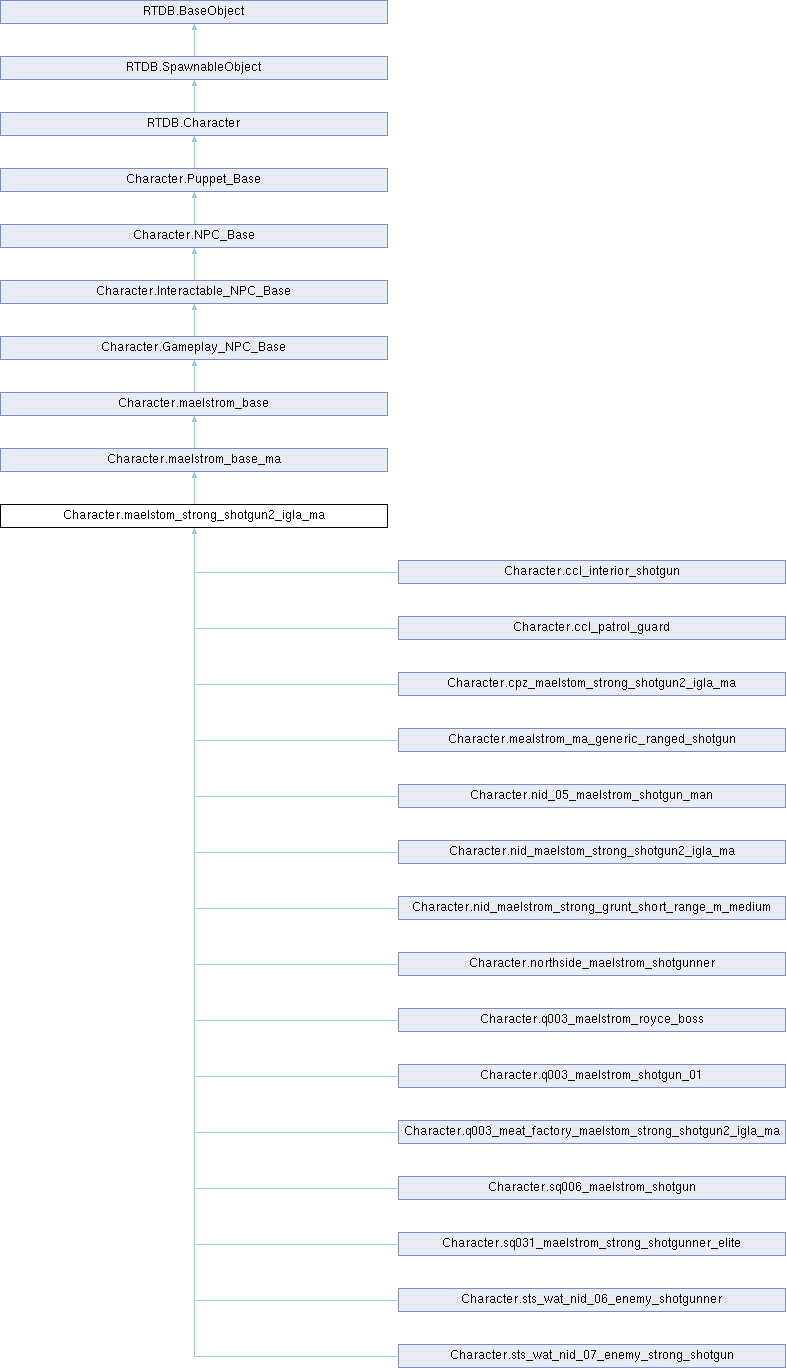 RTDB.BaseObject
RTDB.SpawnableObject
RTDB.Character
Character.Puppet_Base
Character.NPC_Base
Character.Interactable_NPC_Base
Character.Gameplay_NPC_Base
Character.maelstrom_base
Character.maelstrom_base_ma
Character.maelstom_strong_shotgun2_igla_ma
Character.ccl_interior_shotgun
Character.ccl_patrol_guard
Character.cpz_maelstom_strong_shotgun2_igla_ma
Character.mealstrom_ma_generic_ranged_shotgun
Character.nid_05_maelstrom_shotgun_man
Character.nid_maelstom_strong_shotgun2_igla_ma
Character.nid_maelstrom_strong_grunt_short_range_m_medium
Character.northside_maelstrom_shotgunner
Character.q003_maelstrom_royce_boss
Character.q003_maelstrom_shotgun_01
Character.q003_meat_factory_maelstom_strong_shotgun2_igla_ma
Character.sq006_maelstrom_shotgun
Character.sq031_maelstrom_strong_shotgunner_elite
Character.sts_wat_nid_06_enemy_shotgunner
Character.sts_wat_nid_07_enemy_strong_shotgun